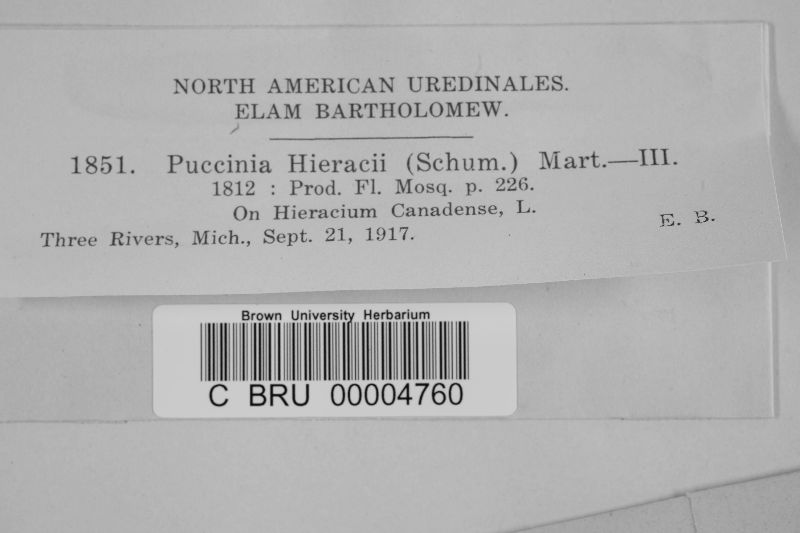 NORTH AMERICAN UREDINALES.
ELAM BARTHOLOMEW.
1851. Puccinia Hieracii (Schum.) Mart.—III.
1812 : Prod. Fl. Mosq. p. 226.
On Hieracium Canadense, L.
Three Rivers, Mich., Sept. 21, 1917. E. B.
Brown University Herbarium
C BRU 00004760